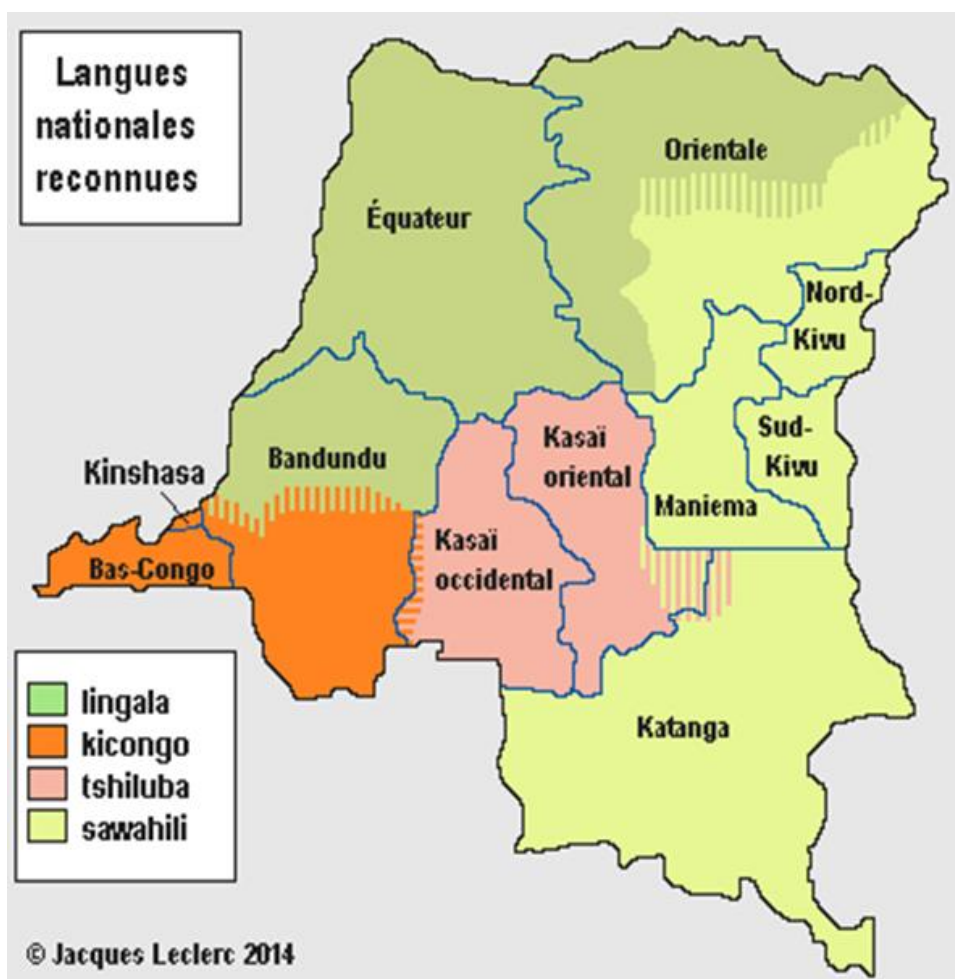 Langues
nationales
reconnues
Orientale
Équateur
Nord-
Kivu
Kasaï
oriental
Sud-
Kivu
Bandundu
Kinshasa
Maniema
Kasaï
occidental
Bas-Congo
Katanga
lingala
kicongo
tshiluba
sawahili
© Jacques Leclerc 2014